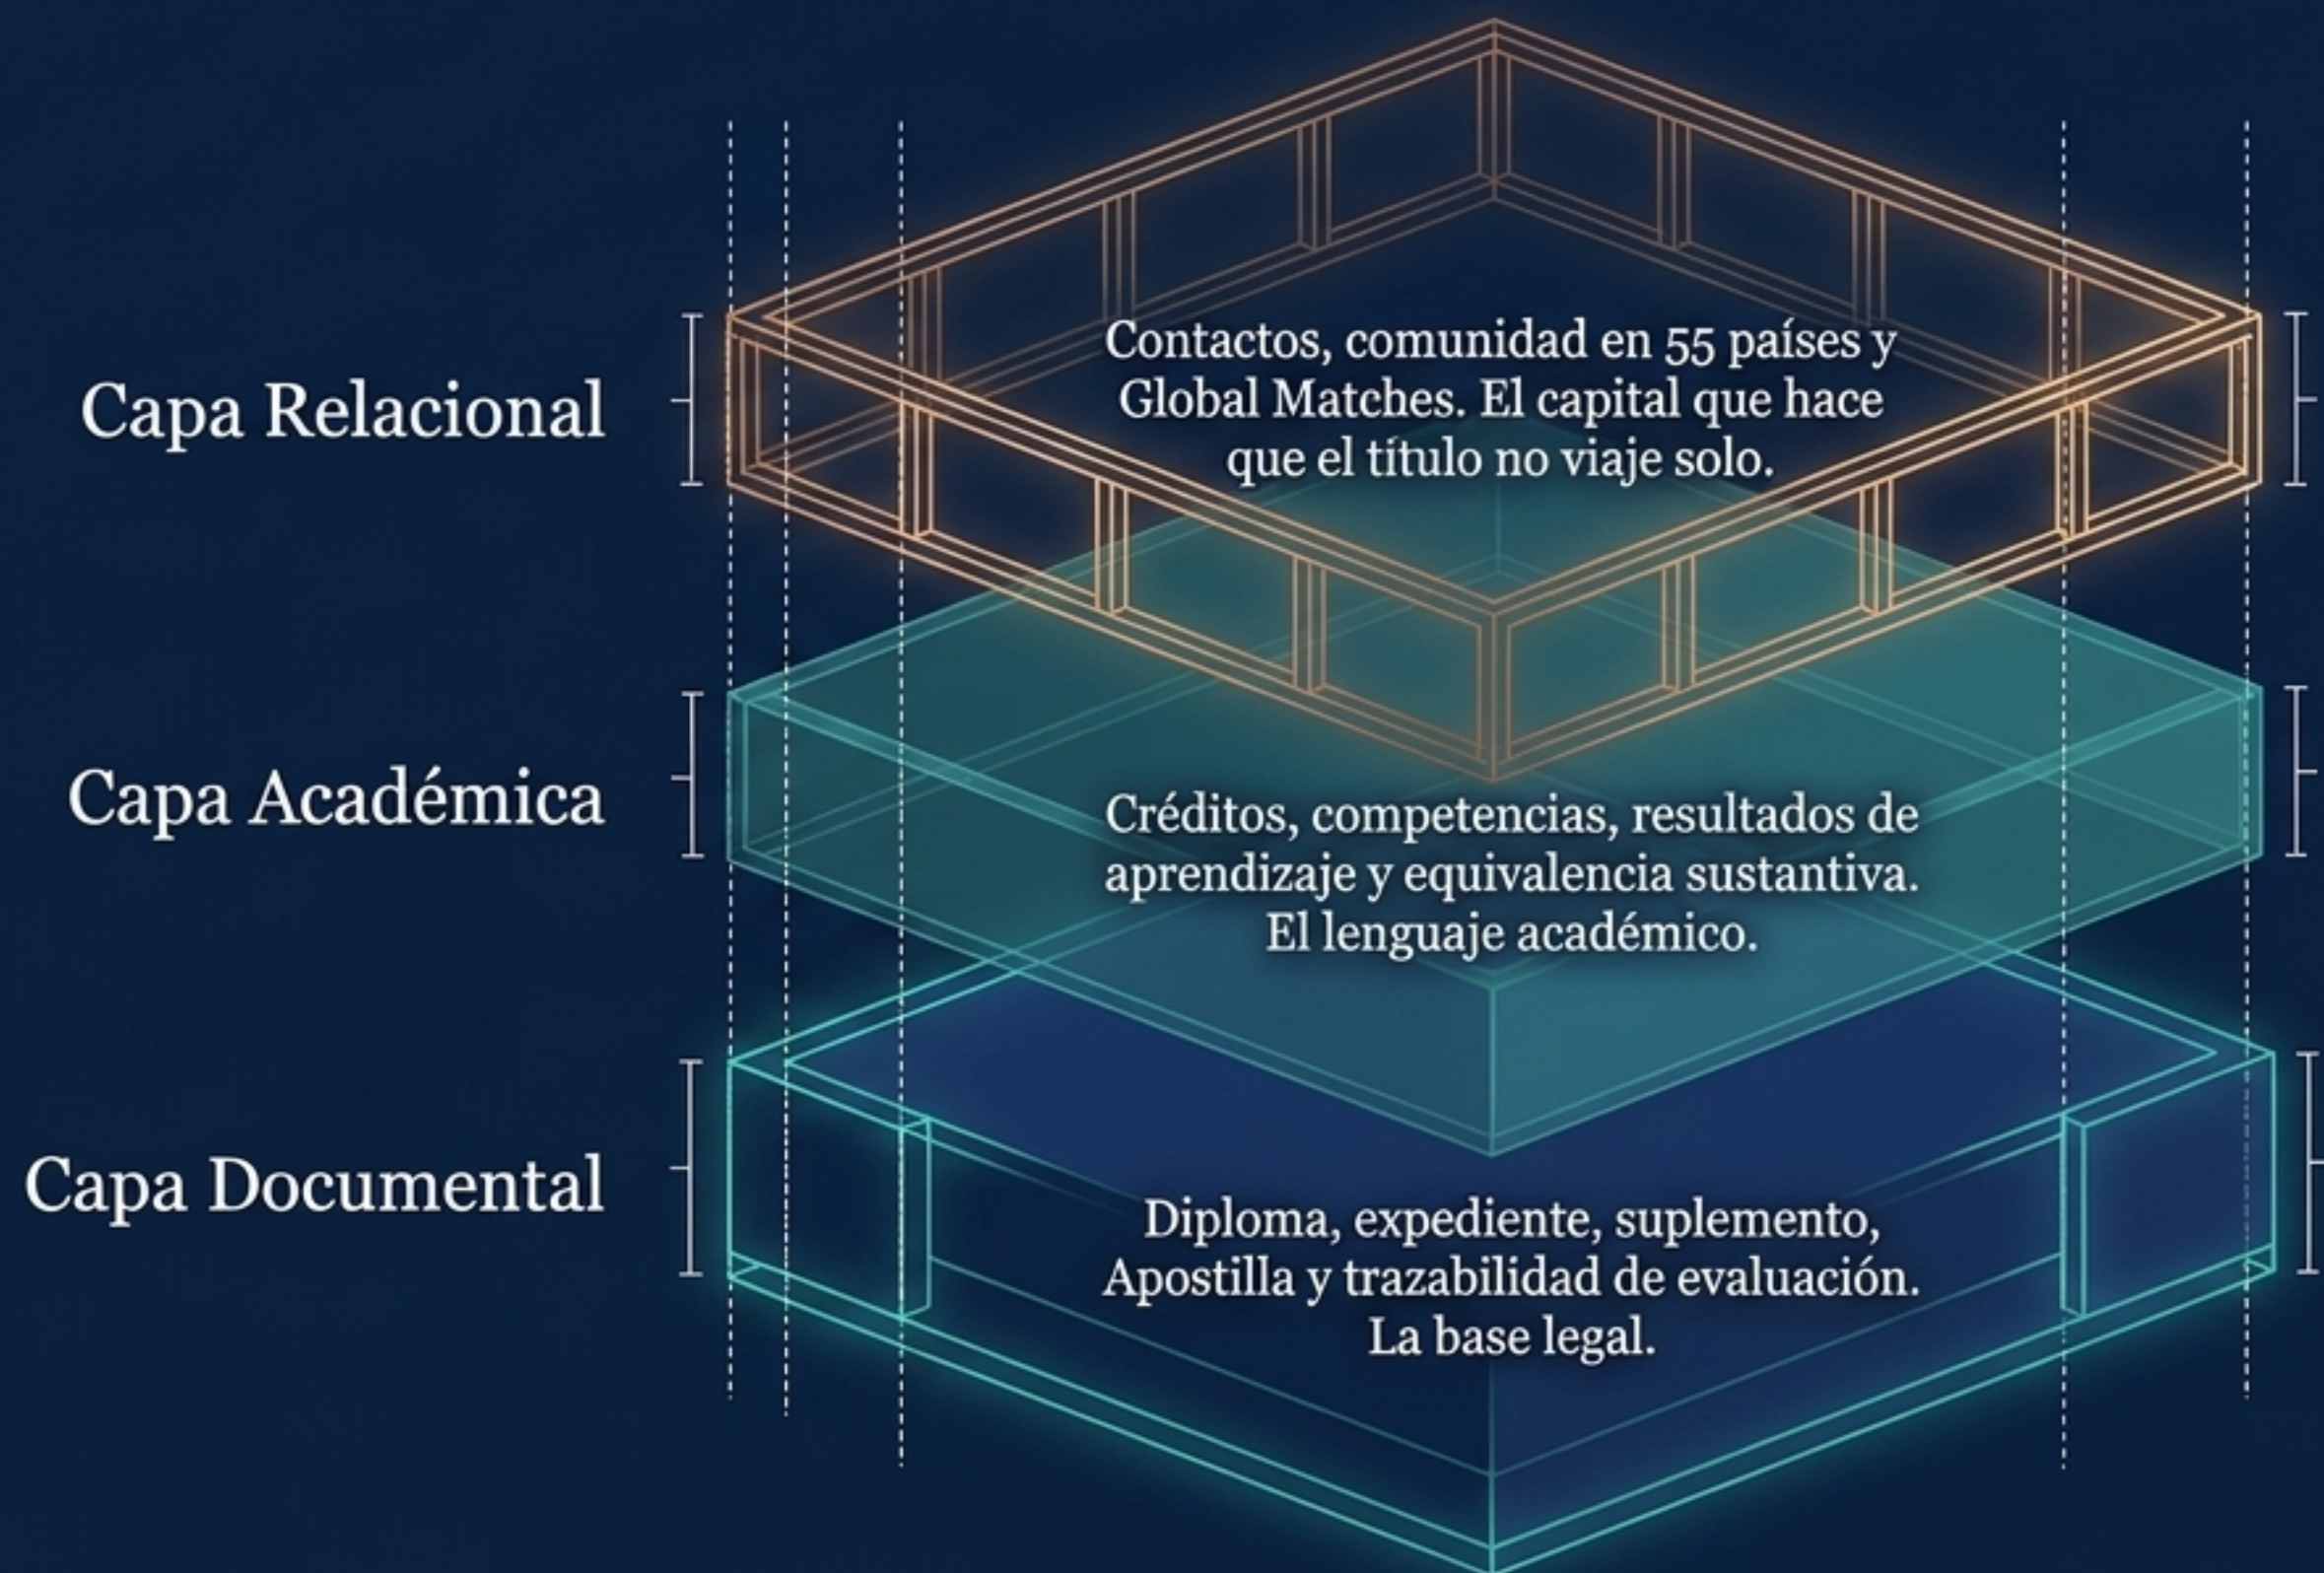 Capa Relacional
Contactos, comunidad en 55 países y
Global Matches. El capital que hace
que el título no viaje solo.
Capa Académica
Créditos, competencias, resultados de
aprendizaje y equivalencia sustantiva.
El lenguaje académico.
Capa Documental
Diploma, expediente, suplemento,
Apostilla y trazabilidad de evaluación.
La base legal.